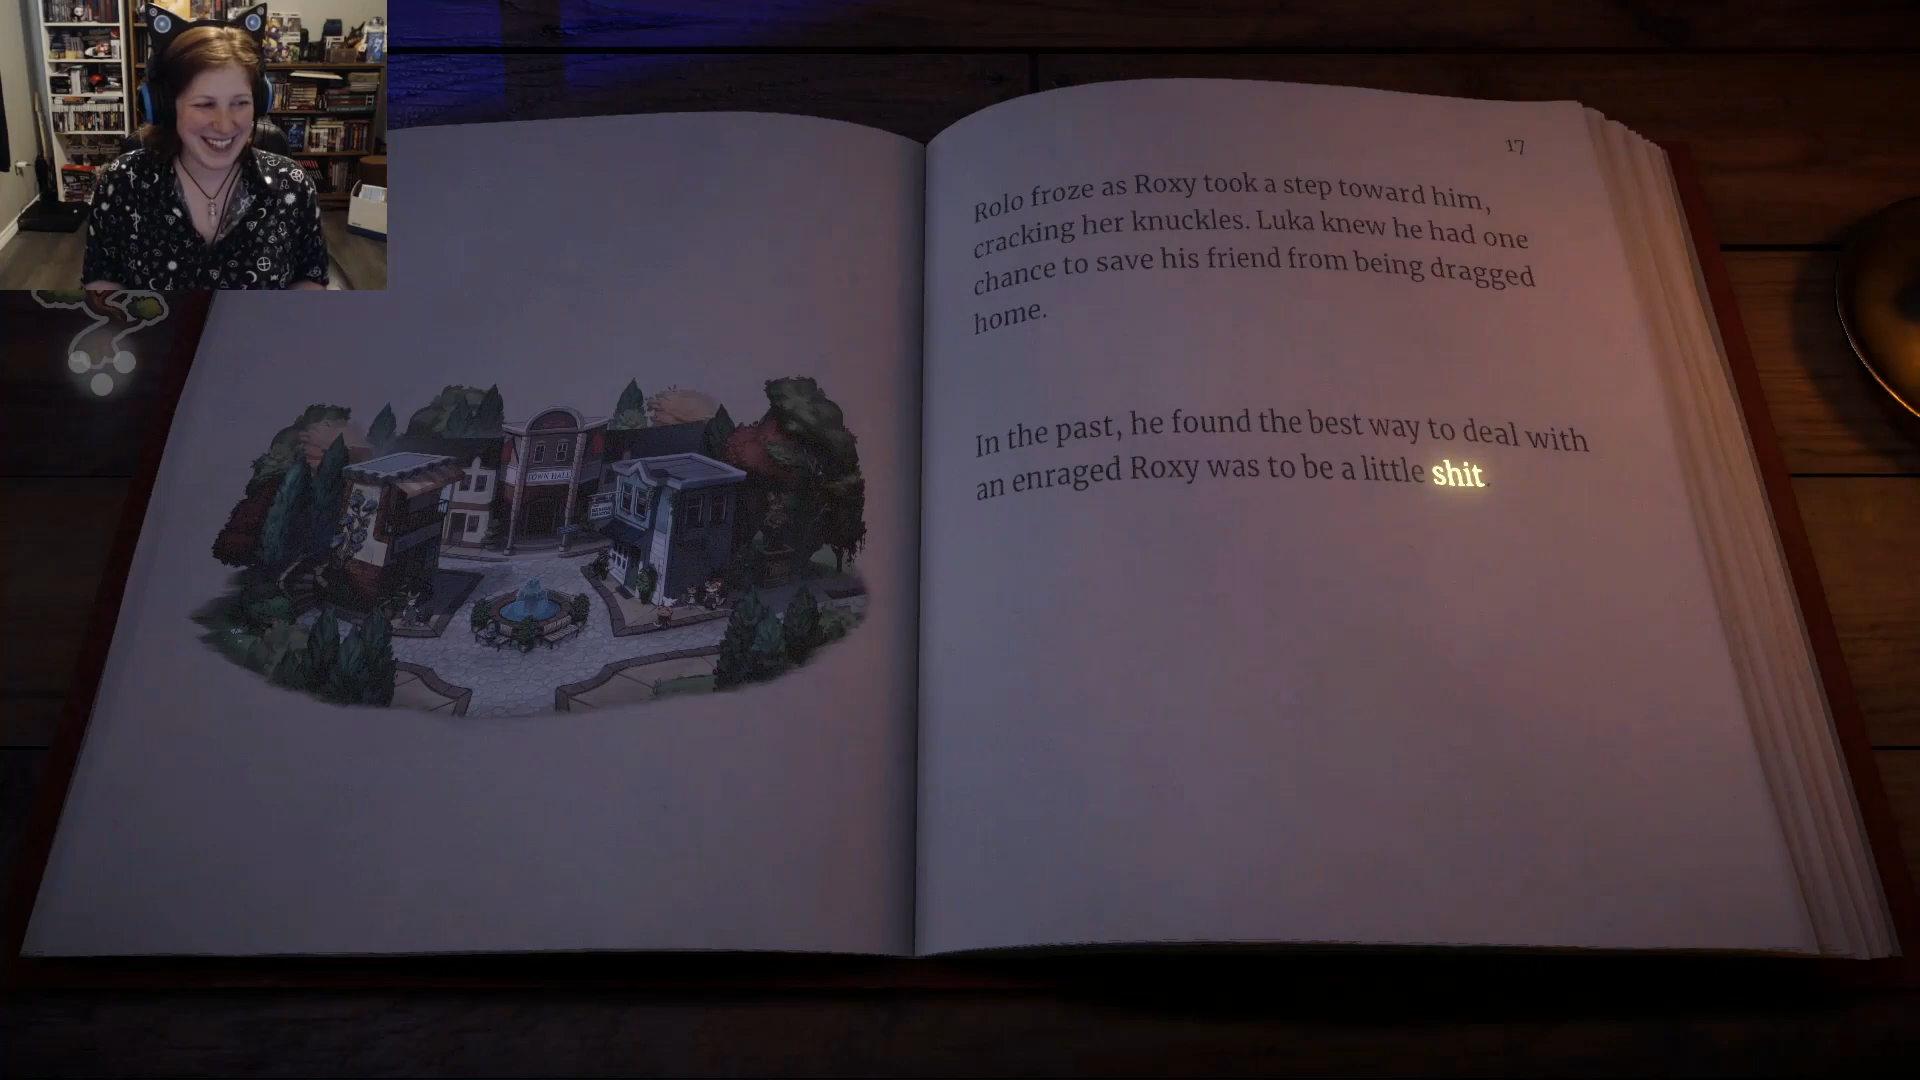 TOWN HALL
17
Rolo froze as Roxy took a step toward him,
cracking her knuckles. Luka knew he had one
chance to save his friend from being dragged
home.
In the past, he found the best way to deal with
an enraged Roxy was to be a little shit.